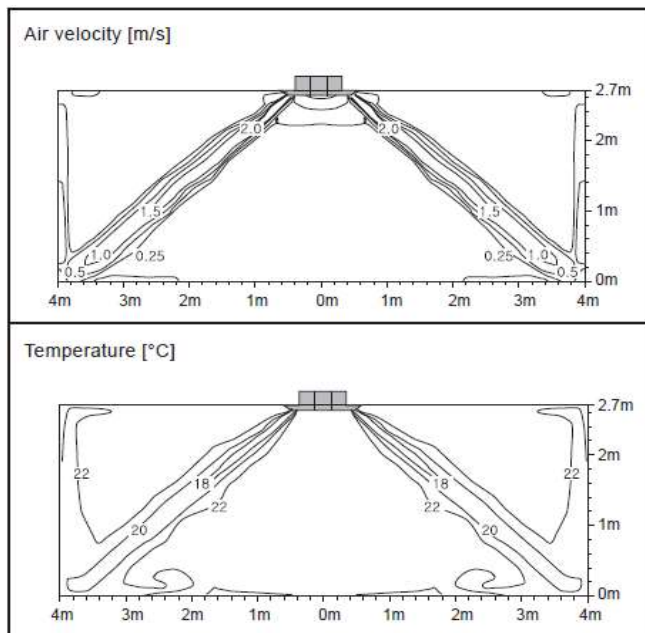 Air velocity [m/s]
2.7m
2.0 2.0
2m
1.5 1.5
1m
1.0 0.25 0.25 1.0
0.5 0.5
0m
4m 3m 2m 1m 0m 1m 2m 3m 4m
Temperature [°C]
2.7m
2m
22 22
18 18
22 22
1m
20 20
0m
4m 3m 2m 1m 0m 1m 2m 3m 4m